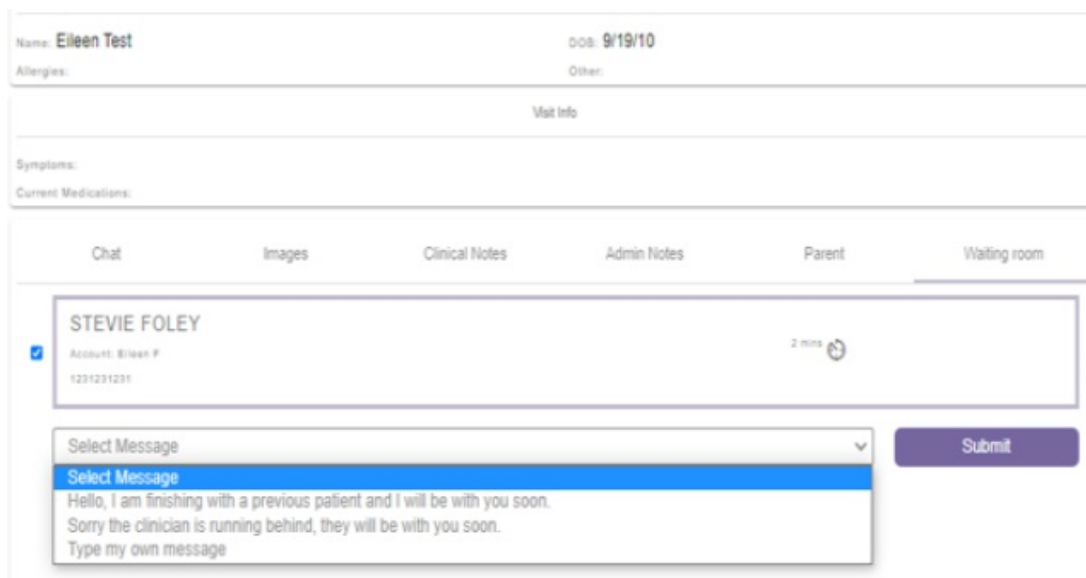 Name: Eileen Test DOB: 9/19/10
Allergies: Other:
Visit Info
Symptoms:
Current Medications:
Chat Images Clinical Notes Admin Notes Parent Waiting room
STEVIE FOLEY
Account: Eileen P
2 mins
1231231231
Select Message Submit
Select Message
Hello, I am finishing with a previous patient and I will be with you soon.
Sorry the clinician is running behind, they will be with you soon.
Type my own message